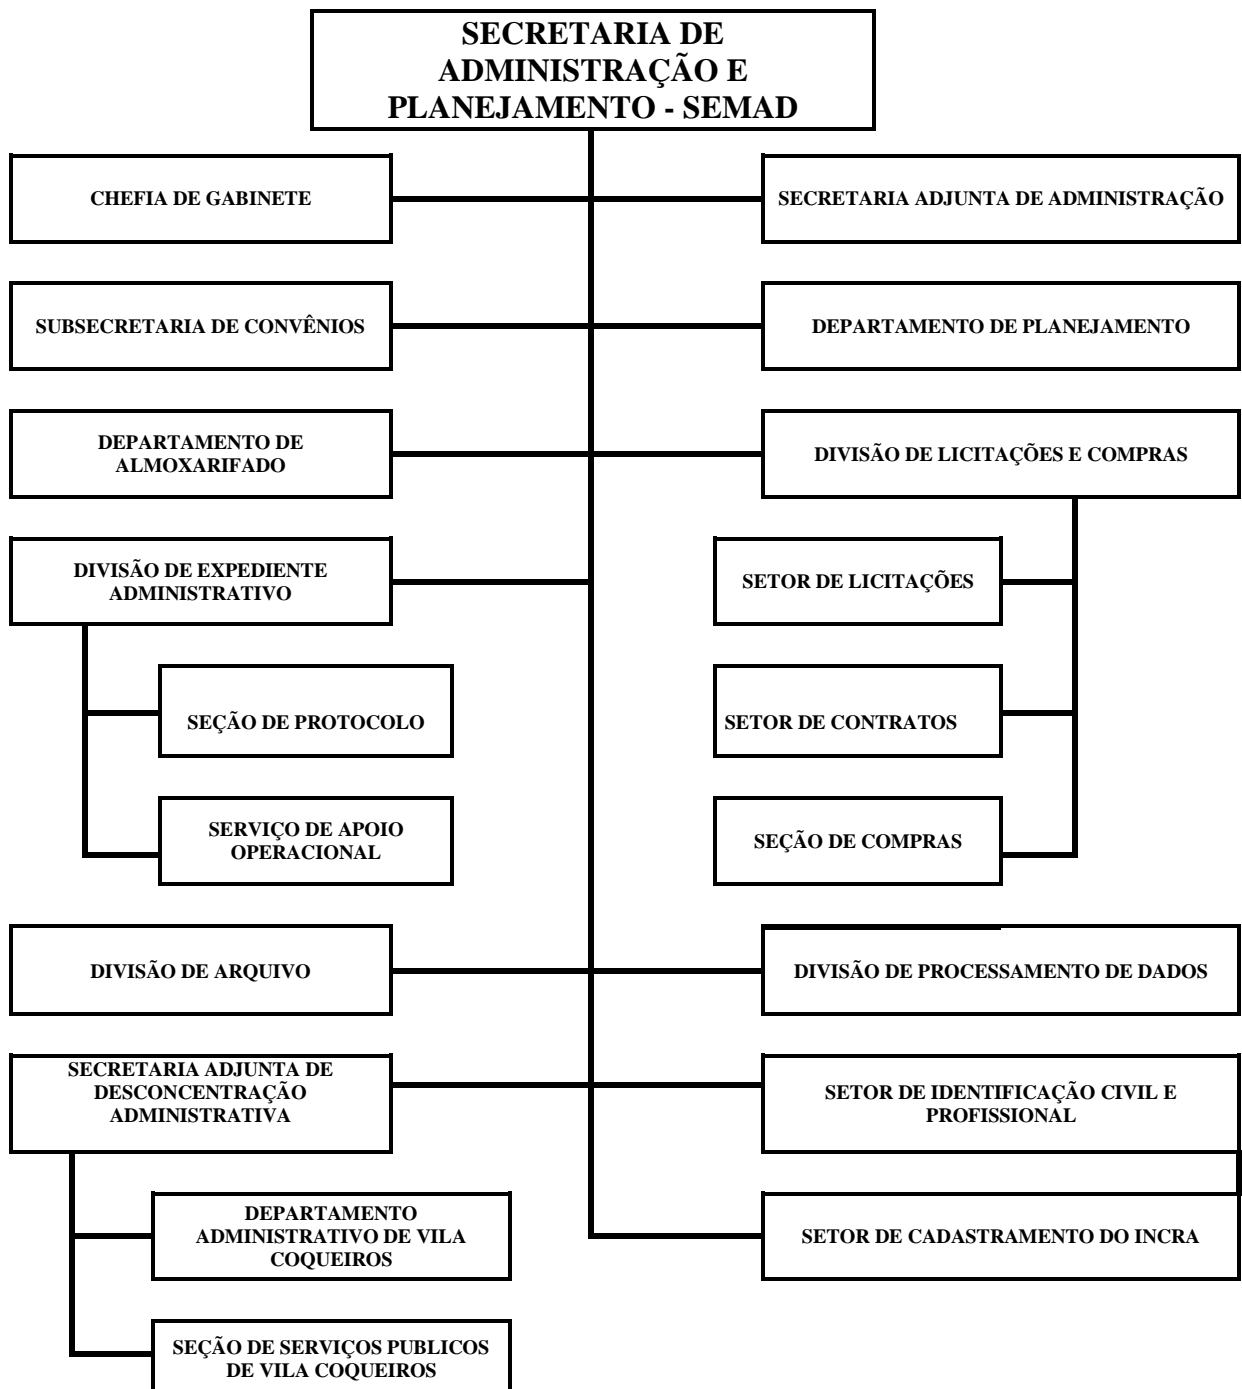 SECRETARIA DE
ADMINISTRAÇÃO E
PLANEJAMENTO - SEMAD
CHEFIA DE GABINETE
SECRETARIA ADJUNTA DE ADMINISTRAÇÃO
SUBSECRETARIA DE CONVÊNIOS
DEPARTAMENTO DE PLANEJAMENTO
DEPARTAMENTO DE
ALMOXARIFADO
DIVISÃO DE LICITAÇÕES E COMPRAS
DIVISÃO DE EXPEDIENTE
ADMINISTRATIVO
SETOR DE LICITAÇÕES
SEÇÃO DE PROTOCOLO
SETOR DE CONTRATOS
SERVIÇO DE APOIO
OPERACIONAL
SEÇÃO DE COMPRAS
DIVISÃO DE ARQUIVO
DIVISÃO DE PROCESSAMENTO DE DADOS
SECRETARIA ADJUNTA DE
DESCONCENTRAÇÃO
ADMINISTRATIVA
SETOR DE IDENTIFICAÇÃO CIVIL E
PROFISSIONAL
DEPARTAMENTO
ADMINISTRATIVO DE VILA
COQUEIROS
SETOR DE CADASTRAMENTO DO INCRA
SEÇÃO DE SERVIÇOS PUBLICOS
DE VILA COQUEIROS